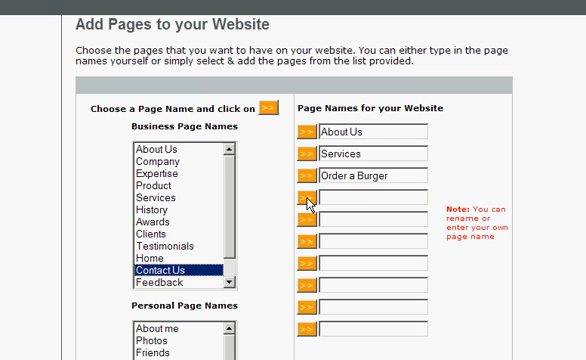 Add Pages to your Website
Choose the pages that you want to have on your website. You can either type in the page
names yourself or simply select & add the pages from the list provided.
Choose a Page Name and click on >>
Business Page Names
About Us
Company
Expertise
Product
Services
History
Awards
Clients
Testimonials
Home
Contact Us
Feedback
Personal Page Names
About me
Photos
Friends
Page Names for your Website
>> About Us
>> Services
>> Order a Burger
>>
>>
>>
>>
>>
>>
>>
Note: You can
rename or
enter your own
page name